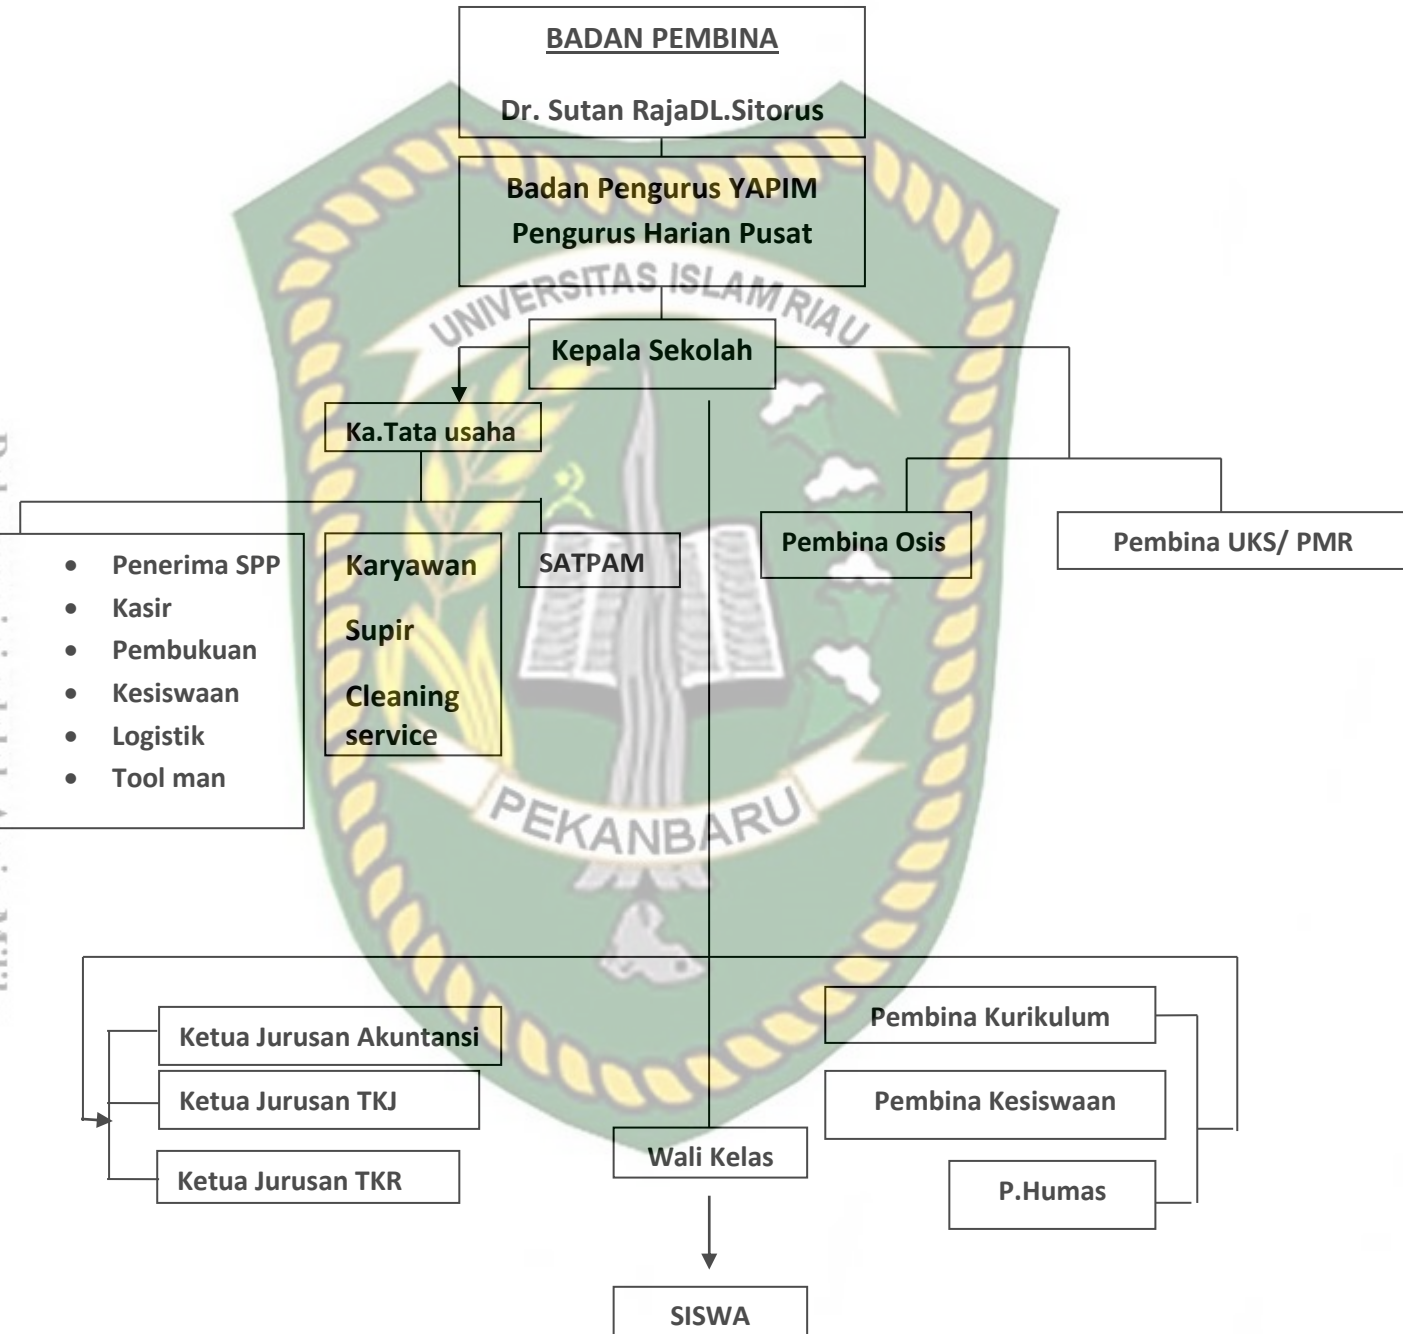 BADAN PEMBINA
Dr. Sutan RajaDL.Sitorus
Badan Pengurus YAPIM
Pengurus Harian Pusat
UNIVERSITAS ISLAM RIAU
Kepala Sekolah
Ka.Tata usaha
• Penerima SPP
• Kasir
• Pembukuan
• Kesiswaan
• Logistik
• Tool man
Karyawan
Supir
Cleaning
service
SATPAM
Pembina Osis
Pembina UKS/ PMR
PEKANBARU
Ketua Jurusan Akuntansi
Ketua Jurusan TKJ
Ketua Jurusan TKR
Wali Kelas
Pembina Kurikulum
Pembina Kesiswaan
P.Humas
SISWA